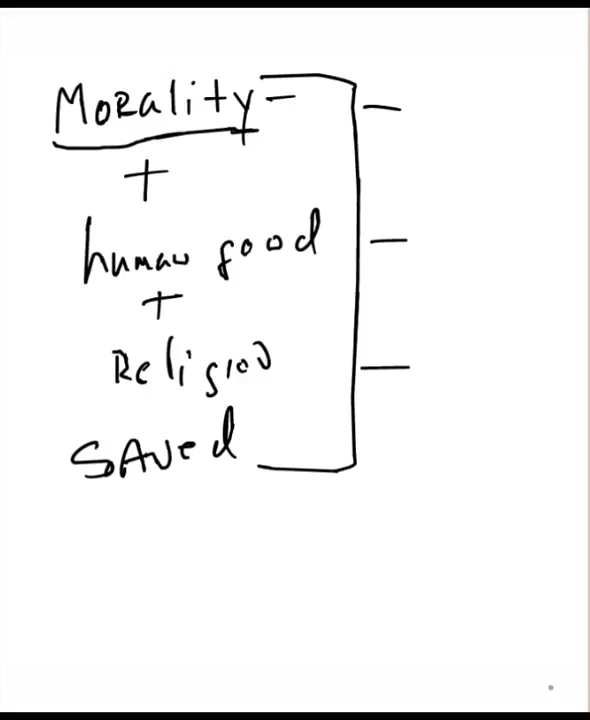 Morality -
+
human good
+
Religion
saved